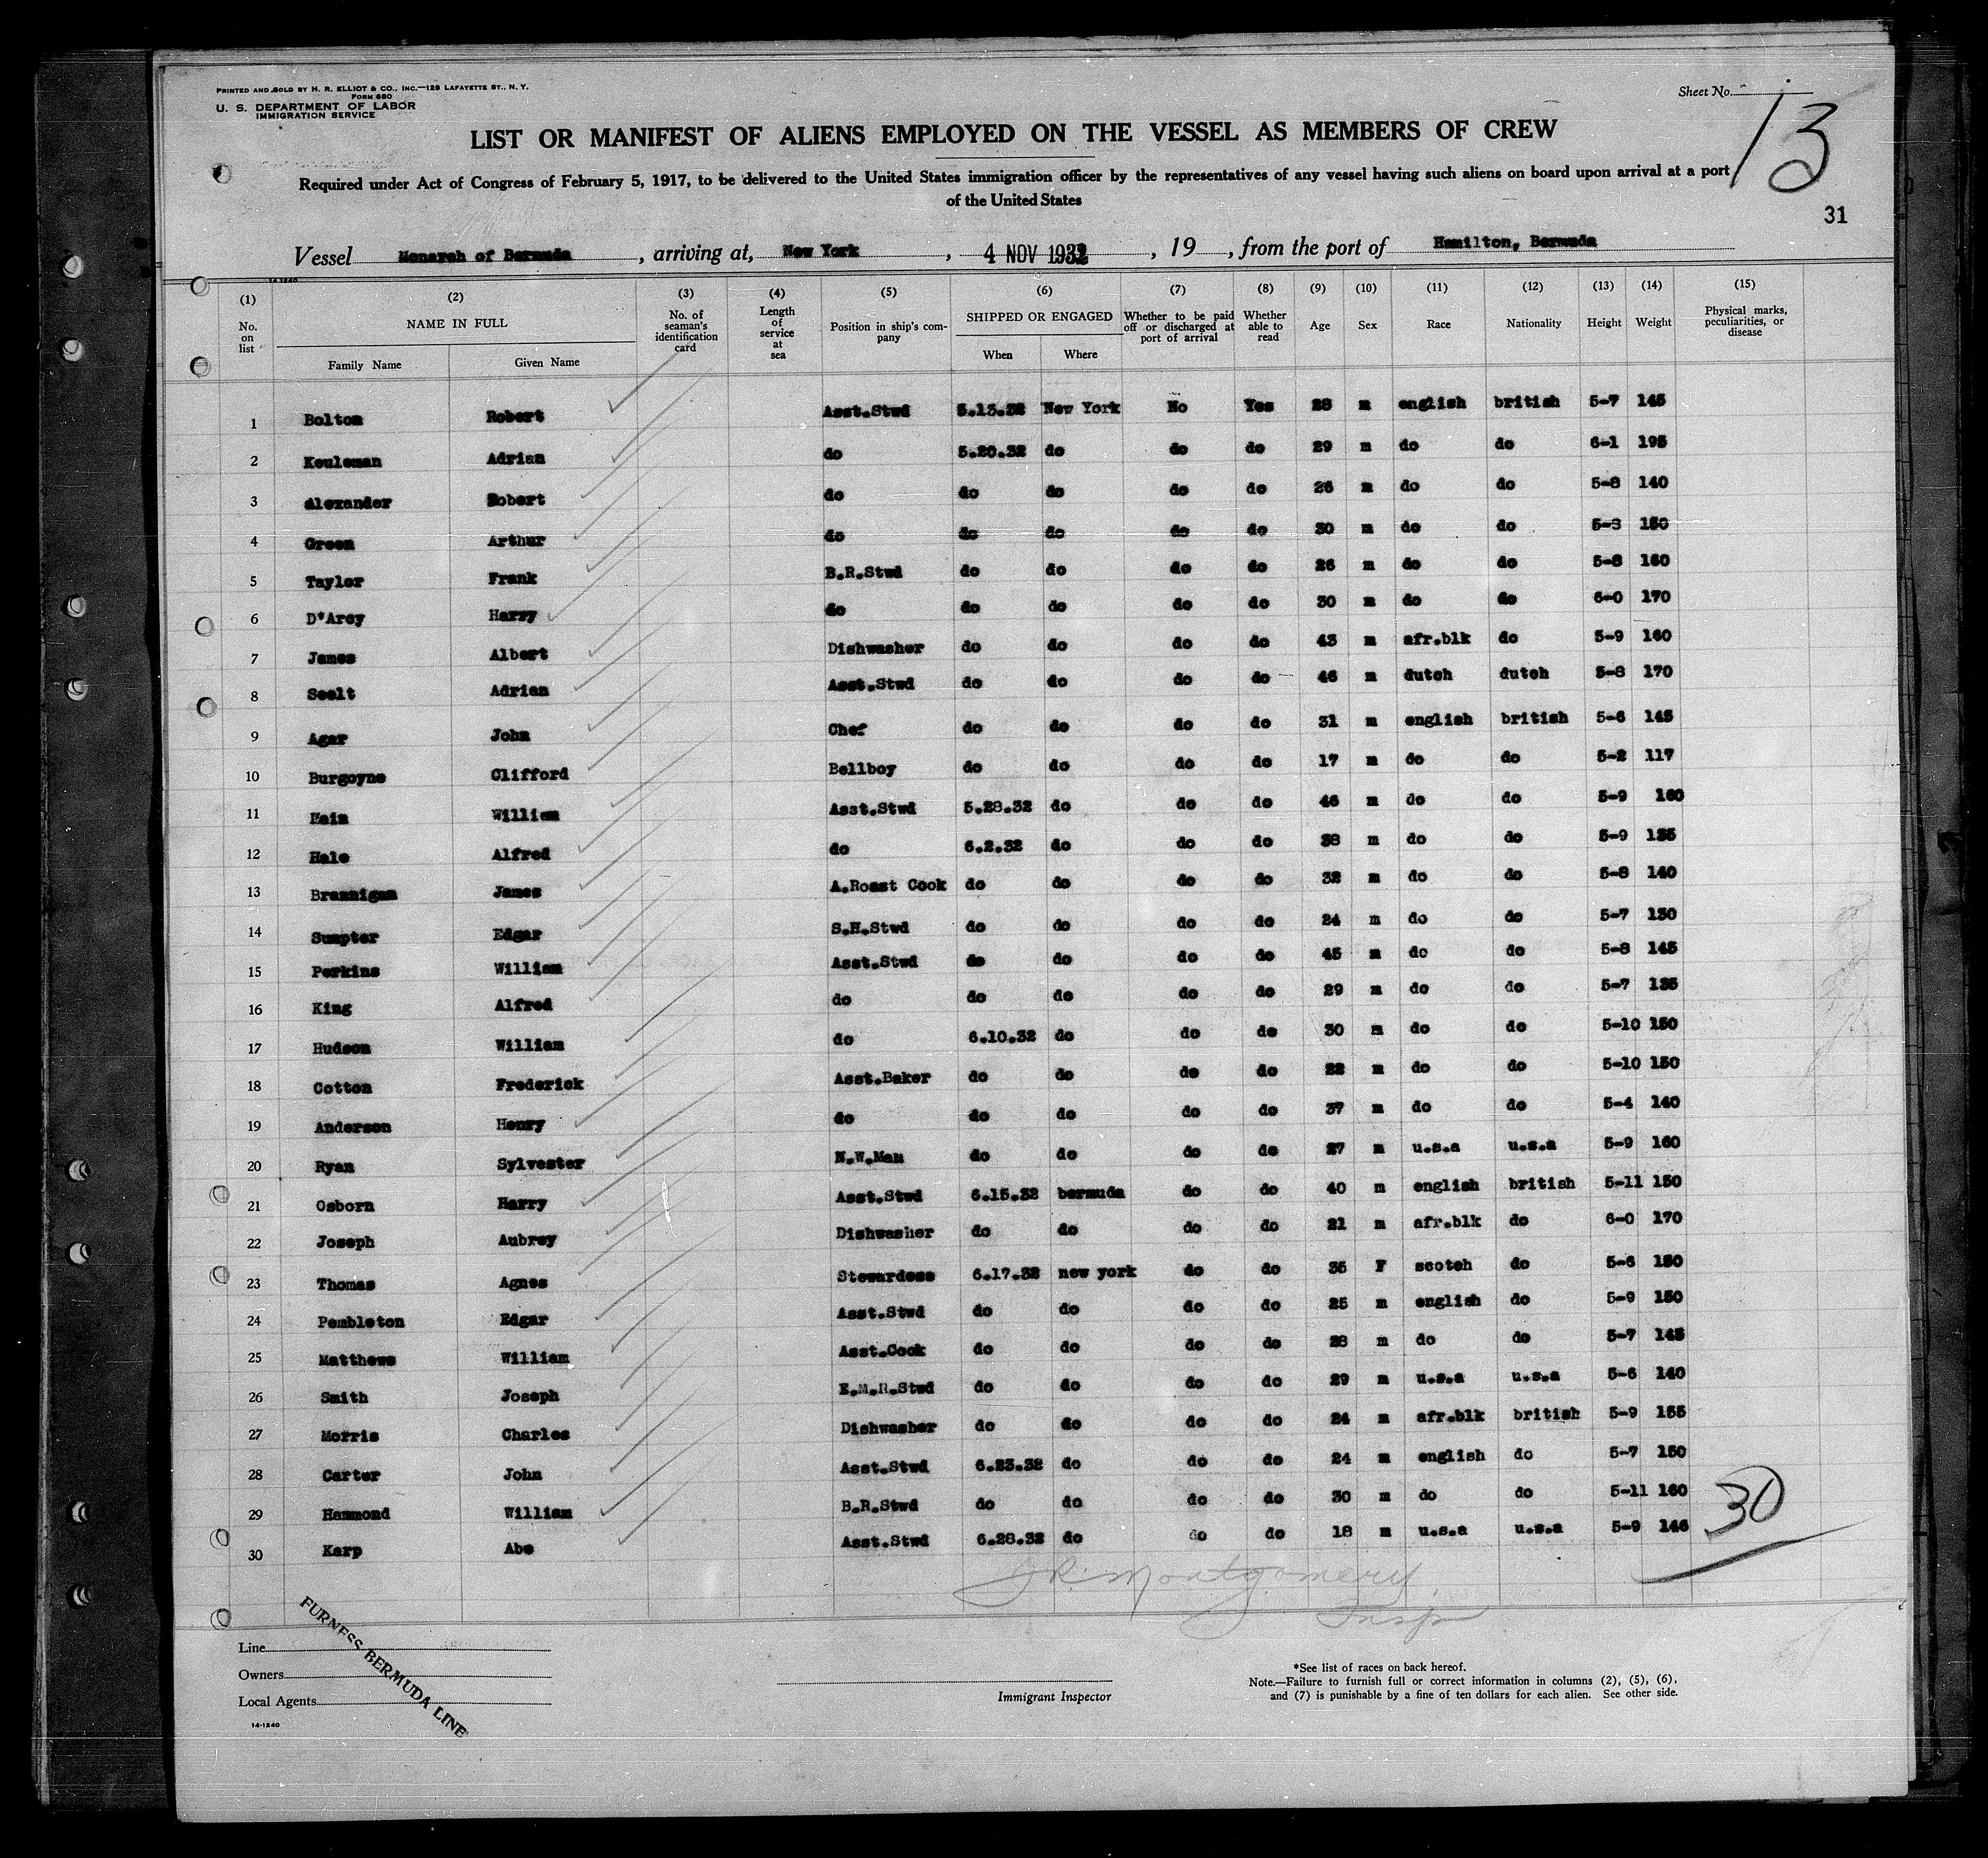 PRINTED AND SOLD BY H. R. ELLIOT & CO., INC.—129 LAFAYETTE ST., N. Y.
FORM 680
U. S. DEPARTMENT OF LABOR
IMMIGRATION SERVICE
Sheet No.
13
LIST OR MANIFEST OF ALIENS EMPLOYED ON THE VESSEL AS MEMBERS OF CREW
Required under Act of Congress of February 5, 1917, to be delivered to the United States immigration officer by the representatives of any vessel having such aliens on board upon arrival at a port
of the United States
31
Vessel Monarch of Bermuda, arriving at, New York, 4 NOV 1932, 19 , from the port of Hamilton, Bermuda
14-1240
(1) No. on list (2) NAME IN FULL Family Name Given Name (3) No. of seaman's identification card (4) Length of service at sea (5) Position in ship's company (6) SHIPPED OR ENGAGED When Where (7) Whether to be paid off or discharged at port of arrival (8) Whether able to read (9) Age (10) Sex (11) Race (12) Nationality (13) Height (14) Weight (15) Physical marks, peculiarities, or disease
1 Bolton Robert Asst.Stwd 5.13.32 New York No Yes 28 m english british 5-7 145
2 Keuleman Adrian do 5.20.32 do do do 29 m do do 6-1 195
3 Alexander Robert do do do do do 26 m do do 5-8 140
4 Green Arthur do do do do do 30 m do do 5-3 150
5 Taylor Frank B.R.Stwd do do do do 26 m do do 5-8 160
6 D'Arcy Harry do do do do do 30 m do do 6-0 170
7 James Albert Dishwasher do do do do 43 m afr.blk do 5-9 160
8 Seelt Adrian Asst.Stwd do do do do 46 m dutch dutch 5-8 170
9 Agar John Chef do do do do 31 m english british 5-6 145
10 Burgoyne Clifford Bellboy do do do do 17 m do do 5-2 117
11 William Asst.Stwd 5.28.32 do do do 46 m do do 5-9 160
12 Hale Alfred do 6.2.32 do do do 38 m do do 5-9 135
13 Brannigan James A.Roast Cook do do do do 32 m do do 5-8 140
14 Sumpter Edgar S.H.Stwd do do do do 24 m do do 5-7 130
15 Perkins William Asst.Stwd do do do do 45 m do do 5-8 145
16 King Alfred do do do do do 29 m do do 5-7 135
17 Hudson William do 6.10.32 do do do 30 m do do 5-10 150
18 Cotton Frederick Asst.Baker do do do do 22 m do do 5-10 150
19 Anderson Henry do do do do do 37 m do do 5-4 140
20 Ryan Sylvester N.W.Man do do do do 27 m u.s.a u.s.a 5-9 160
21 Osborn Harry Asst.Stwd 6.15.32 bermuda do do 40 m english british 5-11 150
22 Joseph Aubrey Dishwasher do do do do 21 m afr.blk do 6-0 170
23 Thomas Agnes Stewardess 6.17.32 new york do do 35 F scotch do 5-6 150
24 Pembleton Edgar Asst.Stwd do do do do 25 m english do 5-9 150
25 Matthews William Asst.Cook do do do do 28 m do do 5-7 145
26 Smith Joseph E.M.R.Stwd do do do do 29 m u.s.a u.s.a 5-6 140
27 Morris Charles Dishwasher do do do do 24 m afr.blk british 5-9 155
28 Carter John Asst.Stwd 6.23.32 do do do 24 m english do 5-7 150
29 Hammond William B.R.Stwd do do do do 30 m do do 5-11 160
30 Karp Abe Asst.Stwd 6.28.32 do do do 18 m u.s.a u.s.a 5-9 146
30
J.R. Montgomery
Insp
FURNESS BERMUDA LINE
Line
Owners
Local Agents
14-1240
Immigrant Inspector
*See list of races on back hereof.
Note.—Failure to furnish full or correct information in columns (2), (5), (6),
and (7) is punishable by a fine of ten dollars for each alien. See other side.